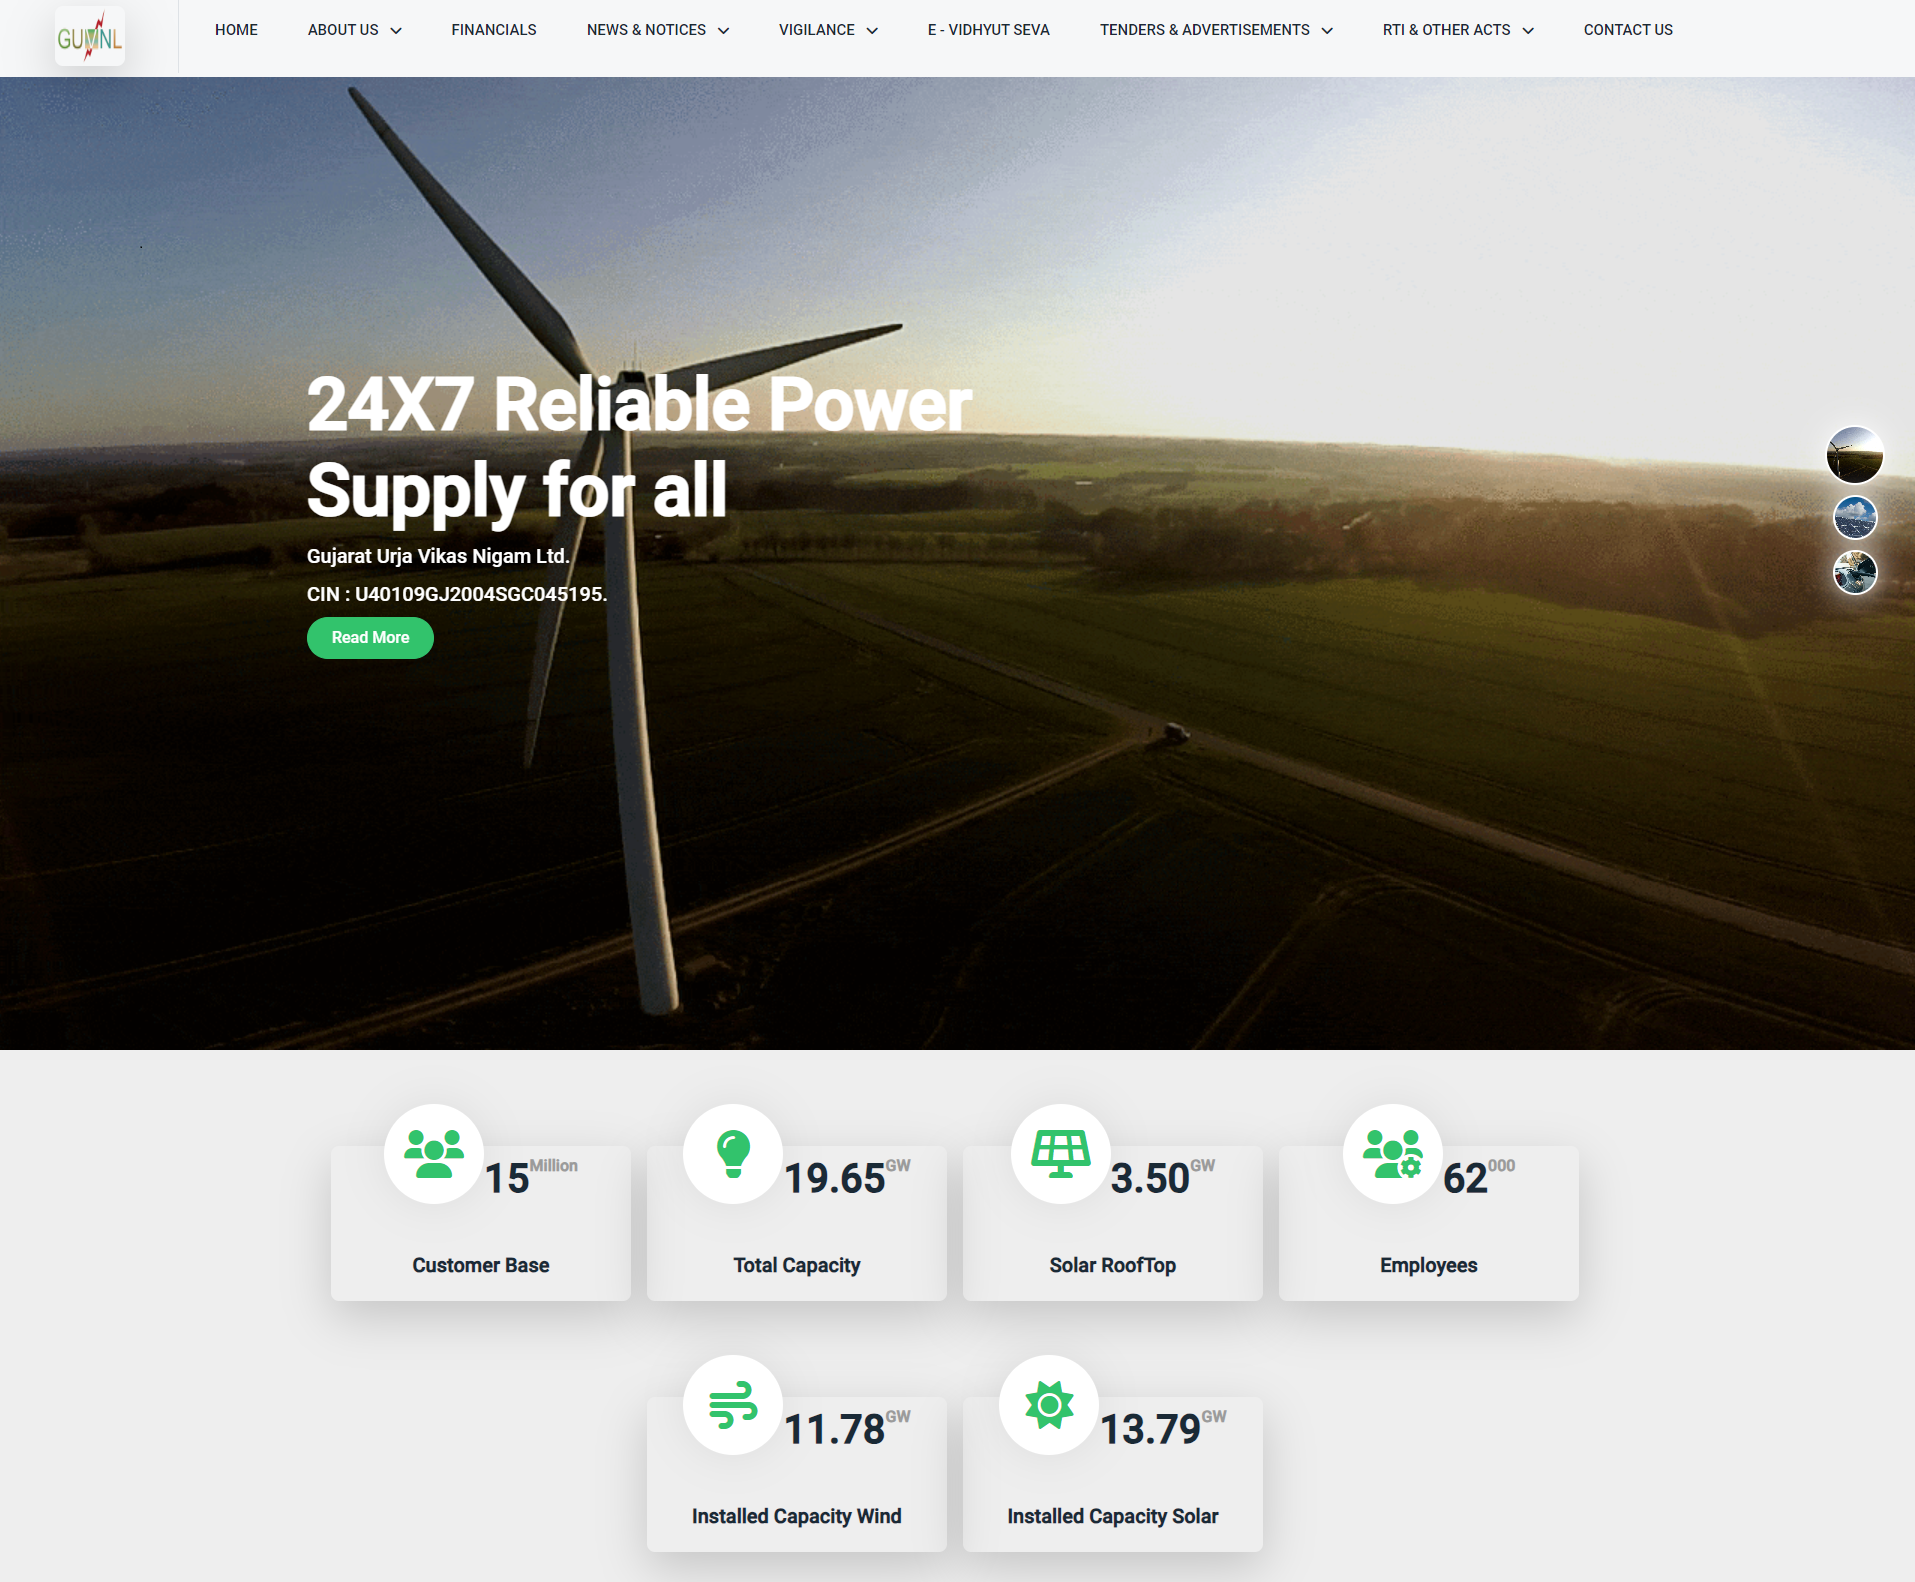 GUVNL
HOME
ABOUT US
FINANCIALS
NEWS & NOTICES
VIGILANCE
E - VIDHYUT SEVA
TENDERS & ADVERTISEMENTS
RTI & OTHER ACTS
CONTACT US
24X7 Reliable Power
Supply for all
Gujarat Urja Vikas Nigam Ltd.
CIN : U40109GJ2004SGC045195.
Read More
15 Million
Customer Base
19.65 GW
Total Capacity
3.50 GW
Solar RoofTop
62 000
Employees
11.78 GW
Installed Capacity Wind
13.79 GW
Installed Capacity Solar